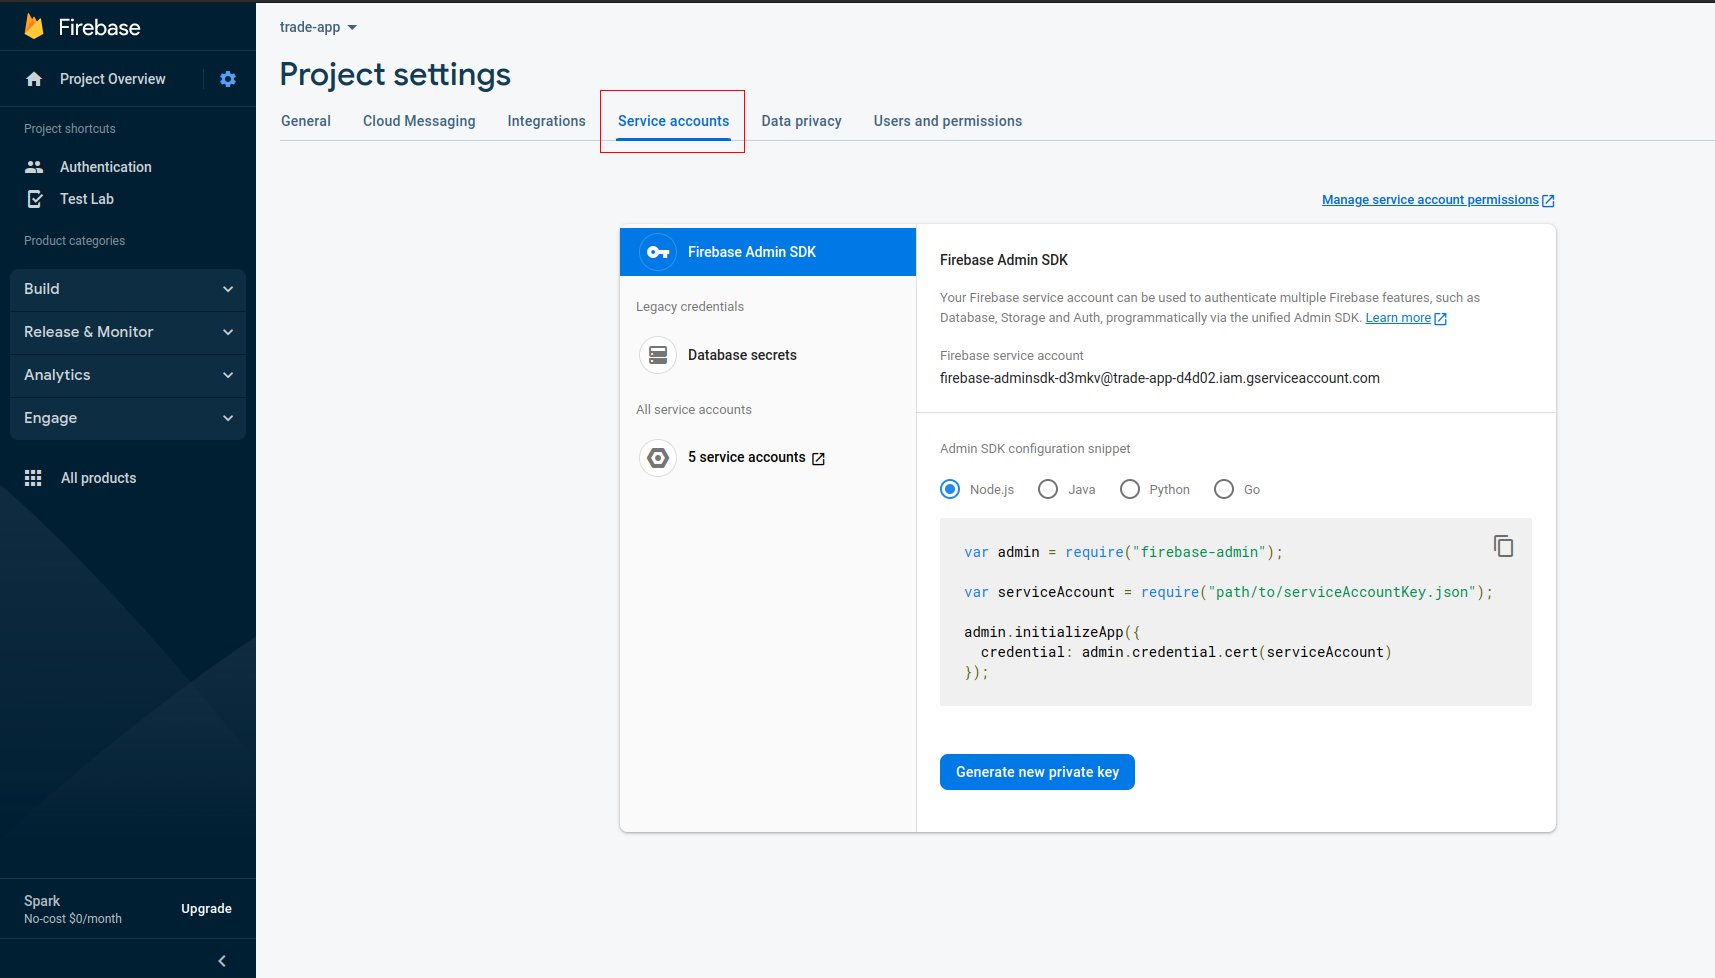 Firebase
Project Overview
Project shortcuts
Authentication
Test Lab
Product categories
Build
Release & Monitor
Analytics
Engage
All products
Spark
No-cost $0/month
Upgrade
trade-app
Project settings
General Cloud Messaging Integrations Service accounts Data privacy Users and permissions
Manage service account permissions
Firebase Admin SDK
Legacy credentials
Database secrets
All service accounts
5 service accounts
Firebase Admin SDK
Your Firebase service account can be used to authenticate multiple Firebase features, such as
Database, Storage and Auth, programmatically via the unified Admin SDK. Learn more
Firebase service account
firebase-adminsdk-d3mkv@trade-app-d4d02.iam.gserviceaccount.com
Admin SDK configuration snippet
Node.js Java Python Go
var admin = require("firebase-admin");
var serviceAccount = require("path/to/serviceAccountKey.json");
admin.initializeApp({
  credential: admin.credential.cert(serviceAccount)
});
Generate new private key